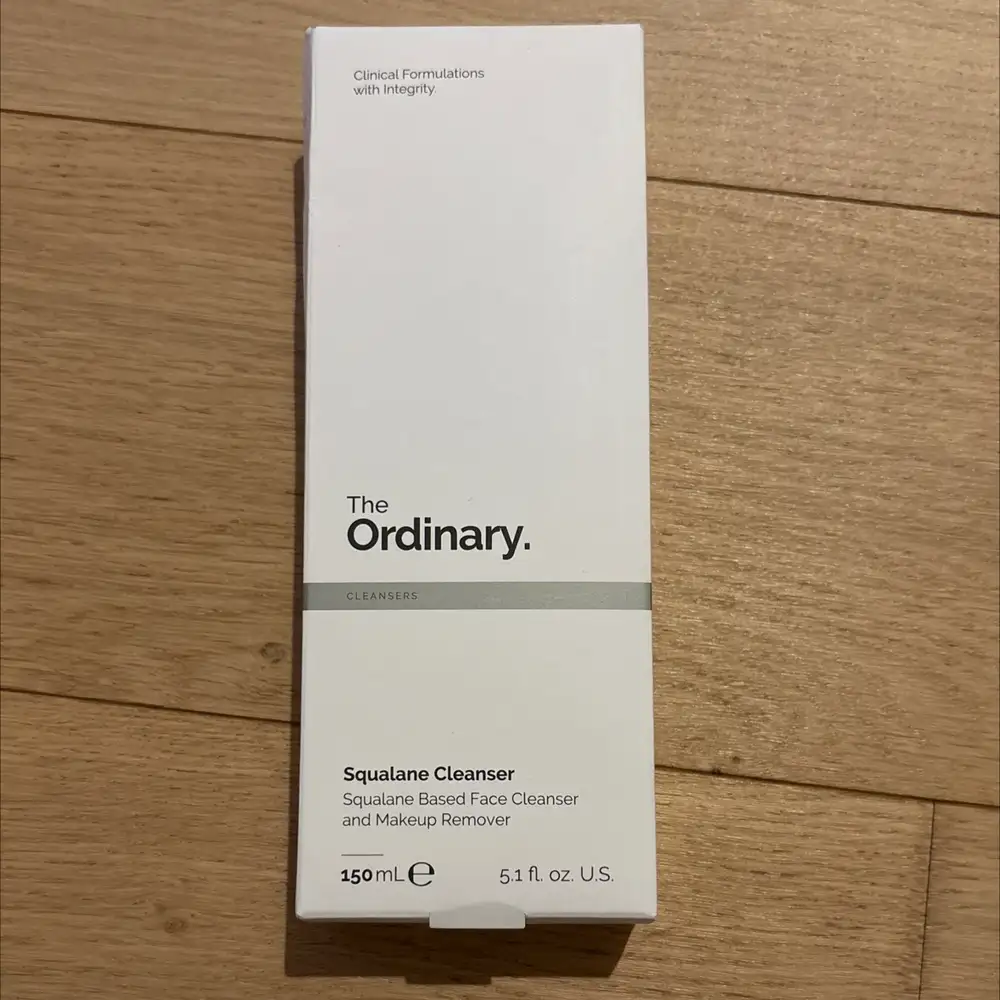 Clinical Formulations
with Integrity.
The
Ordinary.
CLEANSERS
Squalane Cleanser
Squalane Based Face Cleanser
and Makeup Remover
150 mL ℮ 5.1 fl. oz. U.S.